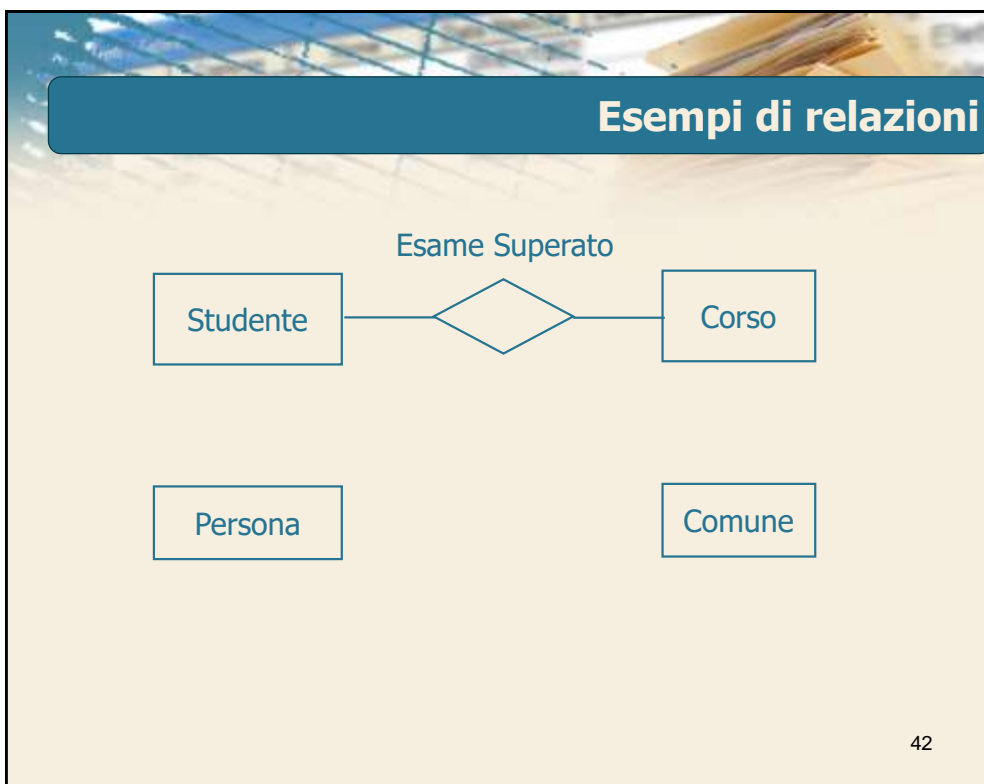 Esempi di relazioni
Esame Superato
Studente
Corso
Persona
Comune
42